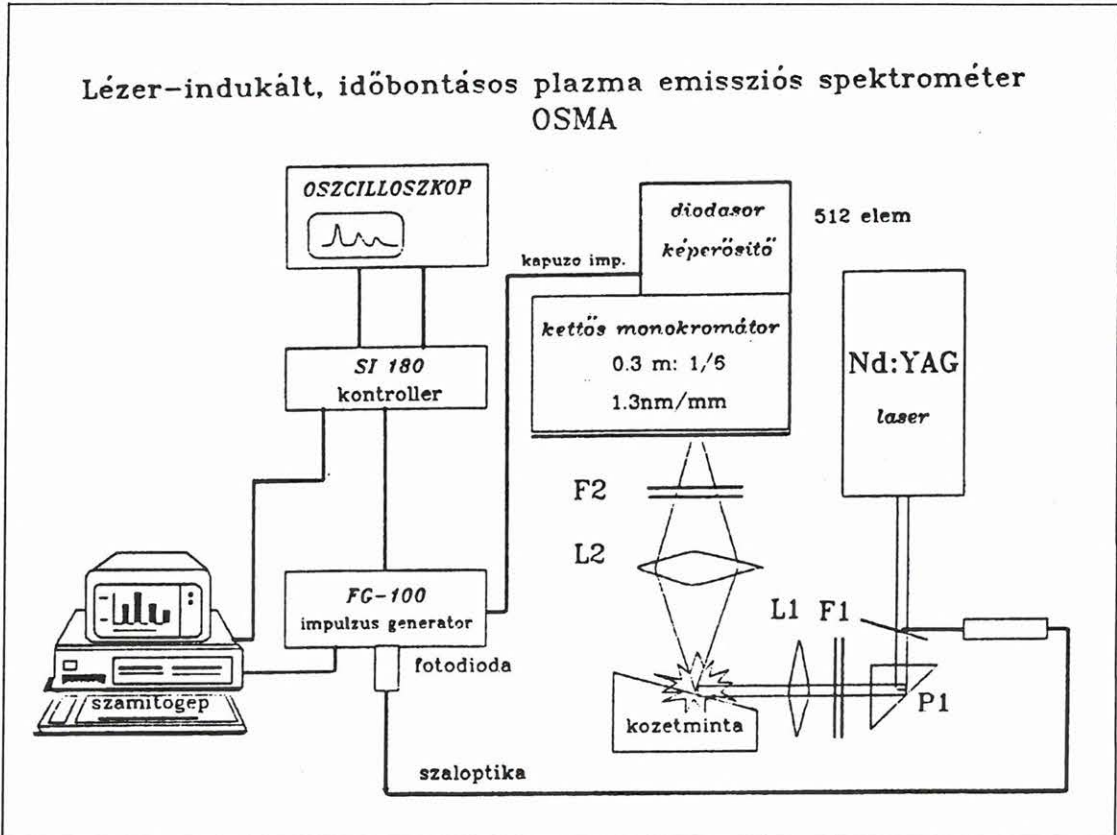 Lézer-indukált, időbontásos plazma emissziós spektrométer
OSMA
OSZCILLOSZKOP
diodasor
képerősitő
512 elem
kapuzo imp.
kettős monokromátor
0.3 m: 1/6
1.3nm/mm
Nd:YAG
laser
SI 180
kontroller
F2
L2
FG-100
impulzus generator
fotodioda
L1
F1
P1
számitógep
kozetminta
szaloptika